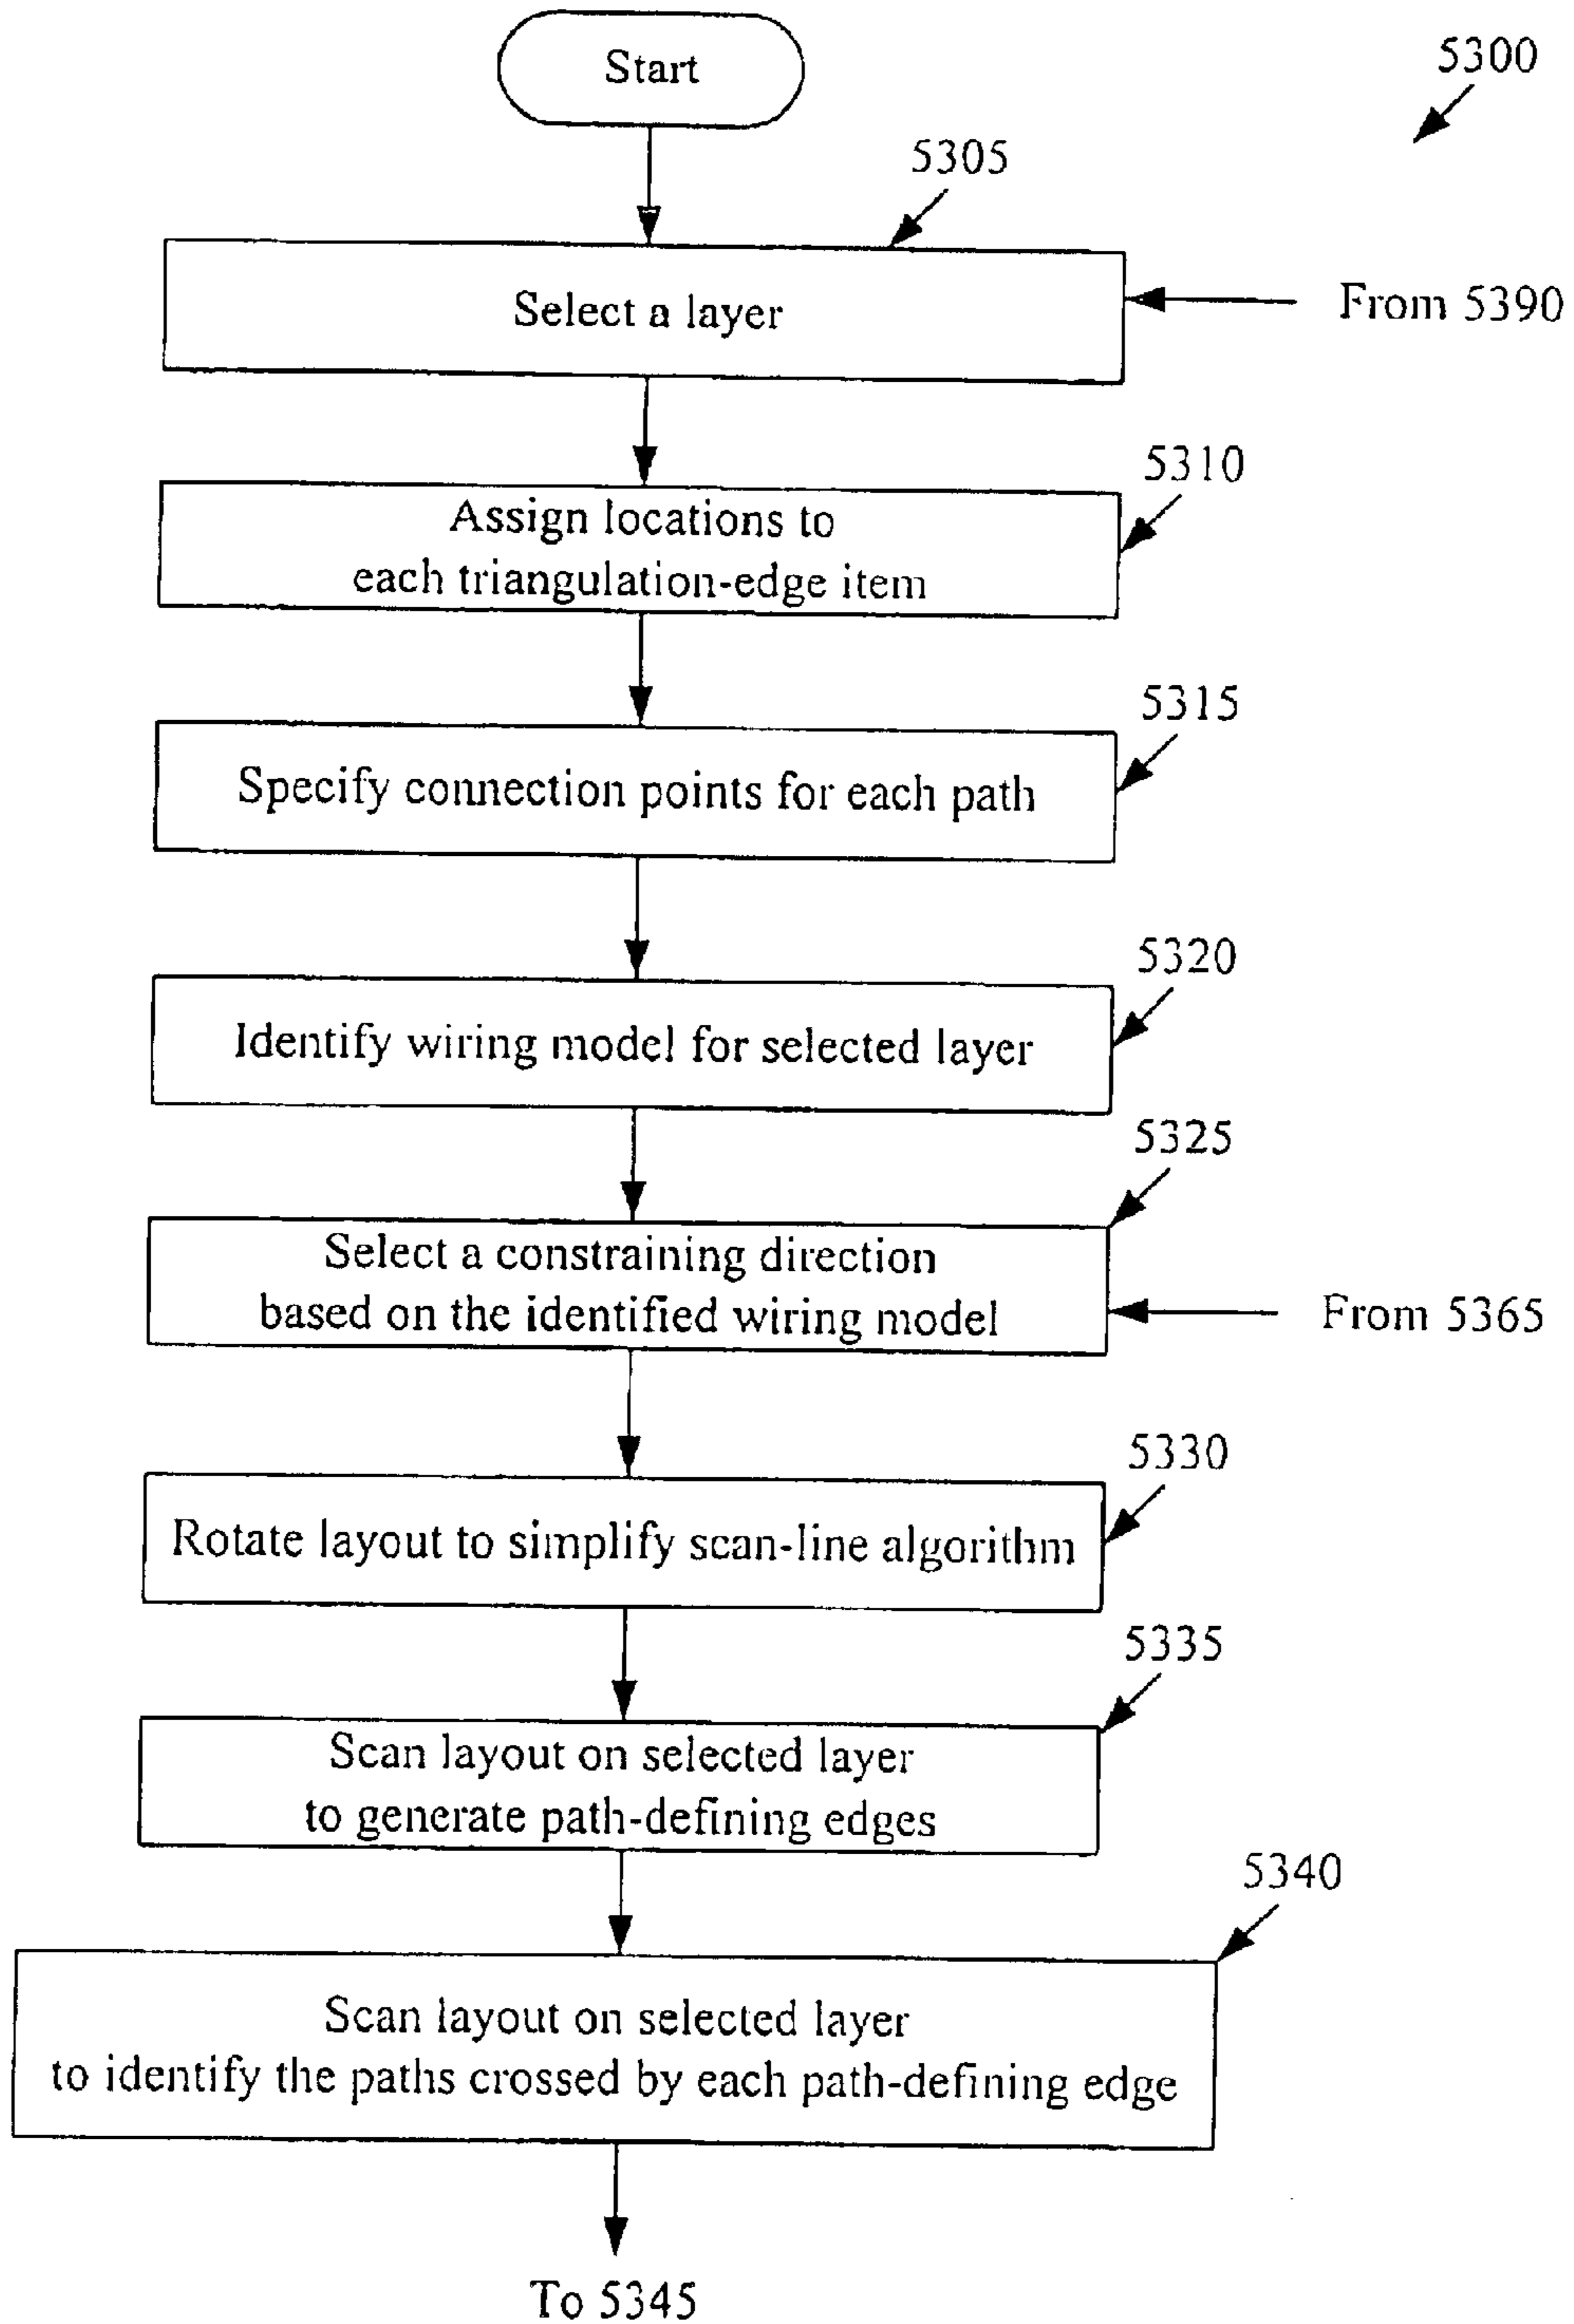 Start
5300
5305
Select a layer
From 5390
5310
Assign locations to
each triangulation-edge item
5315
Specify connection points for each path
5320
Identify wiring model for selected layer
5325
Select a constraining direction
based on the identified wiring model
From 5365
5330
Rotate layout to simplify scan-line algorithm
5335
Scan layout on selected layer
to generate path-defining edges
5340
Scan layout on selected layer
to identify the paths crossed by each path-defining edge
To 5345